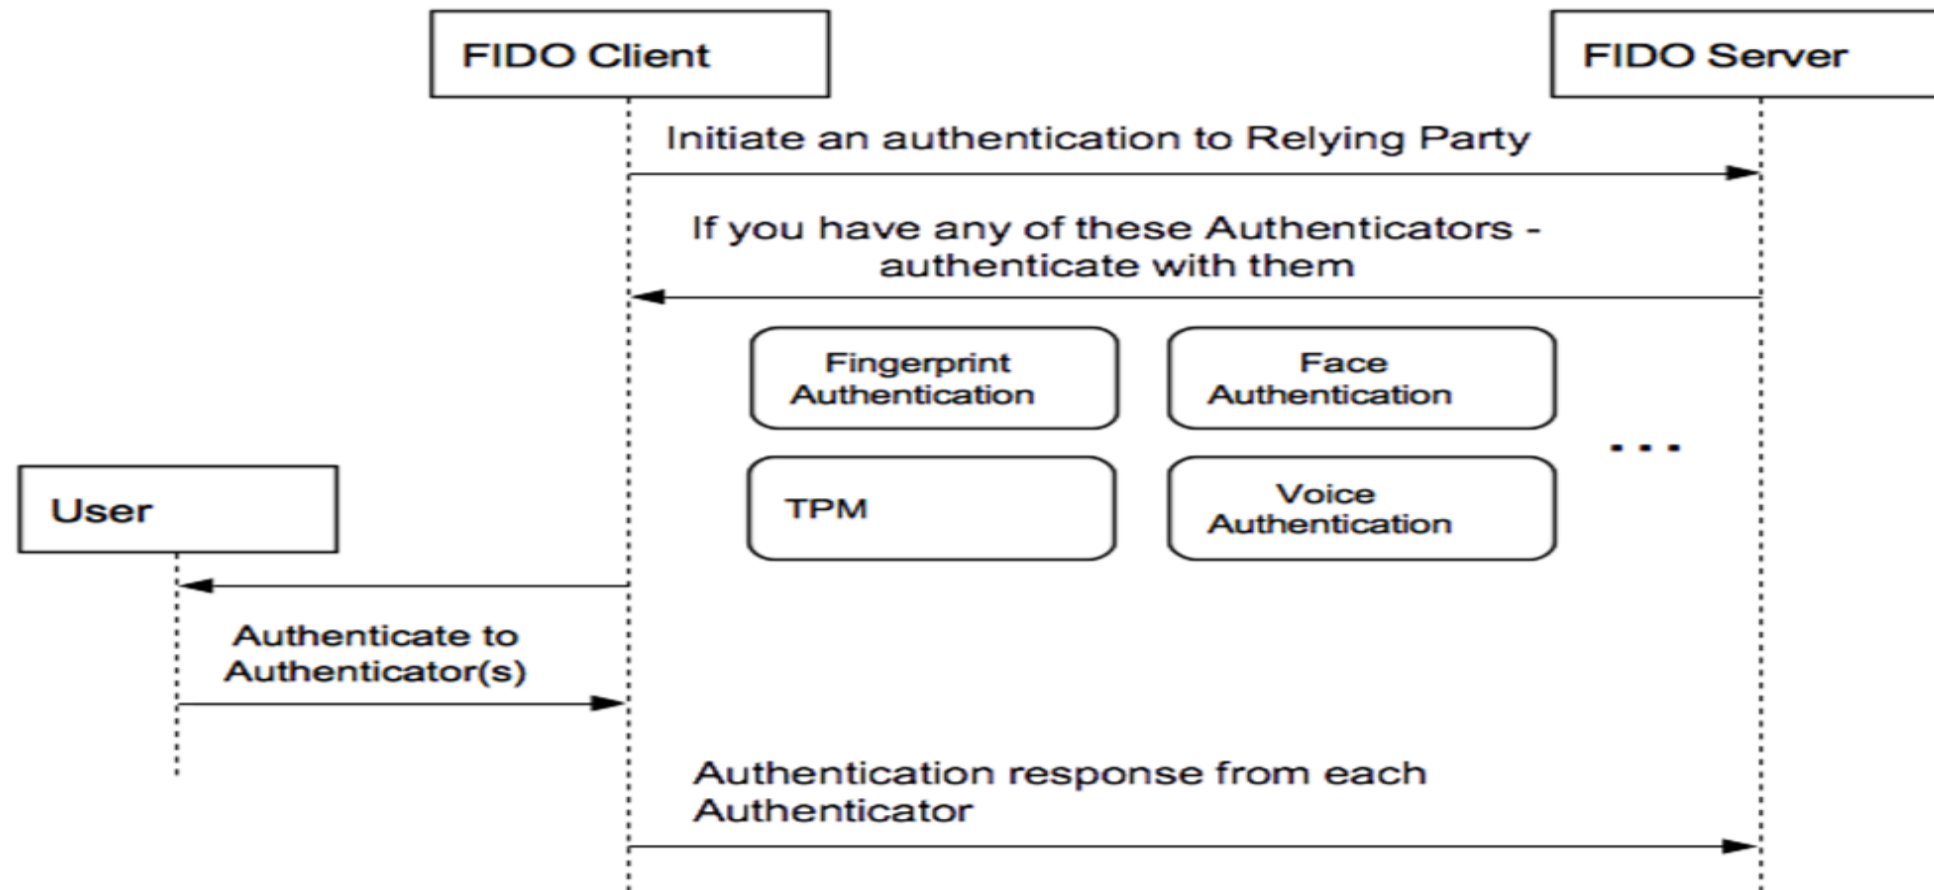 FIDO Client
FIDO Server
Initiate an authentication to Relying Party
If you have any of these Authenticators -
authenticate with them
Fingerprint
Authentication
Face
Authentication
...
TPM
Voice
Authentication
User
Authenticate to
Authenticator(s)
Authentication response from each
Authenticator